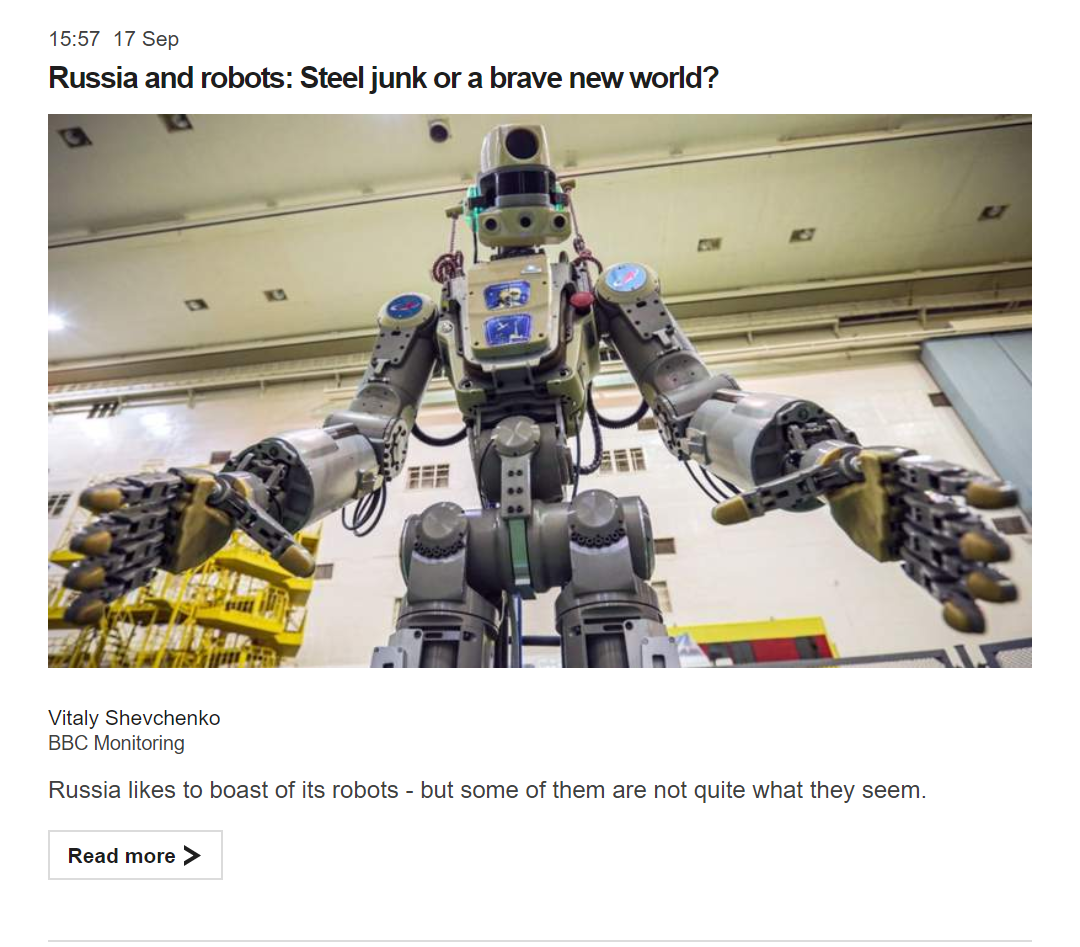 15:57 17 Sep
Russia and robots: Steel junk or a brave new world?
Vitaly Shevchenko
BBC Monitoring
Russia likes to boast of its robots - but some of them are not quite what they seem.
Read more